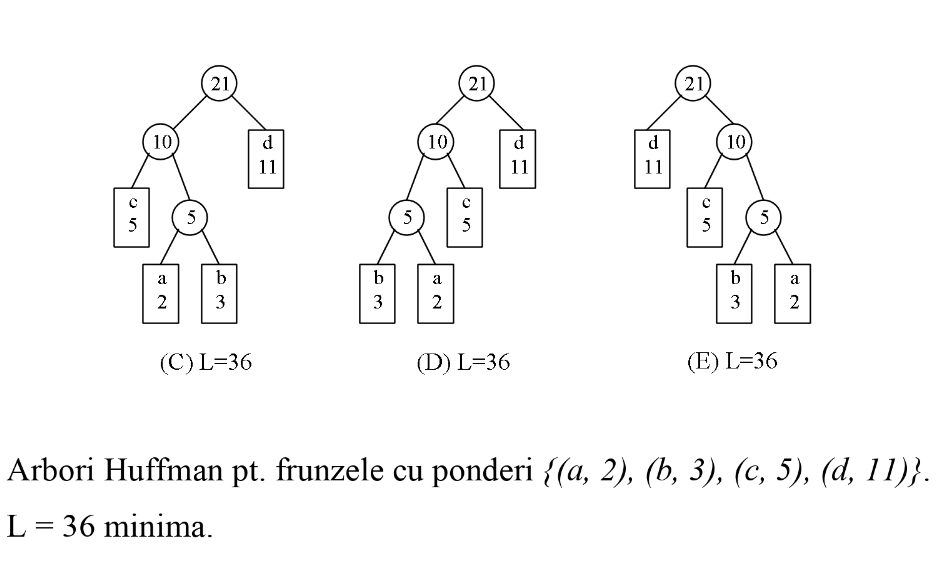 21 21 21
10 d 11 10 d 11 d 11 10
c 5 5 5 c 5 c 5 5
a 2 b 3 b 3 a 2 b 3 a 2
(C) L=36 (D) L=36 (E) L=36
Arbori Huffman pt. frunzele cu ponderi {(a, 2), (b, 3), (c, 5), (d, 11)}.
L = 36 minima.